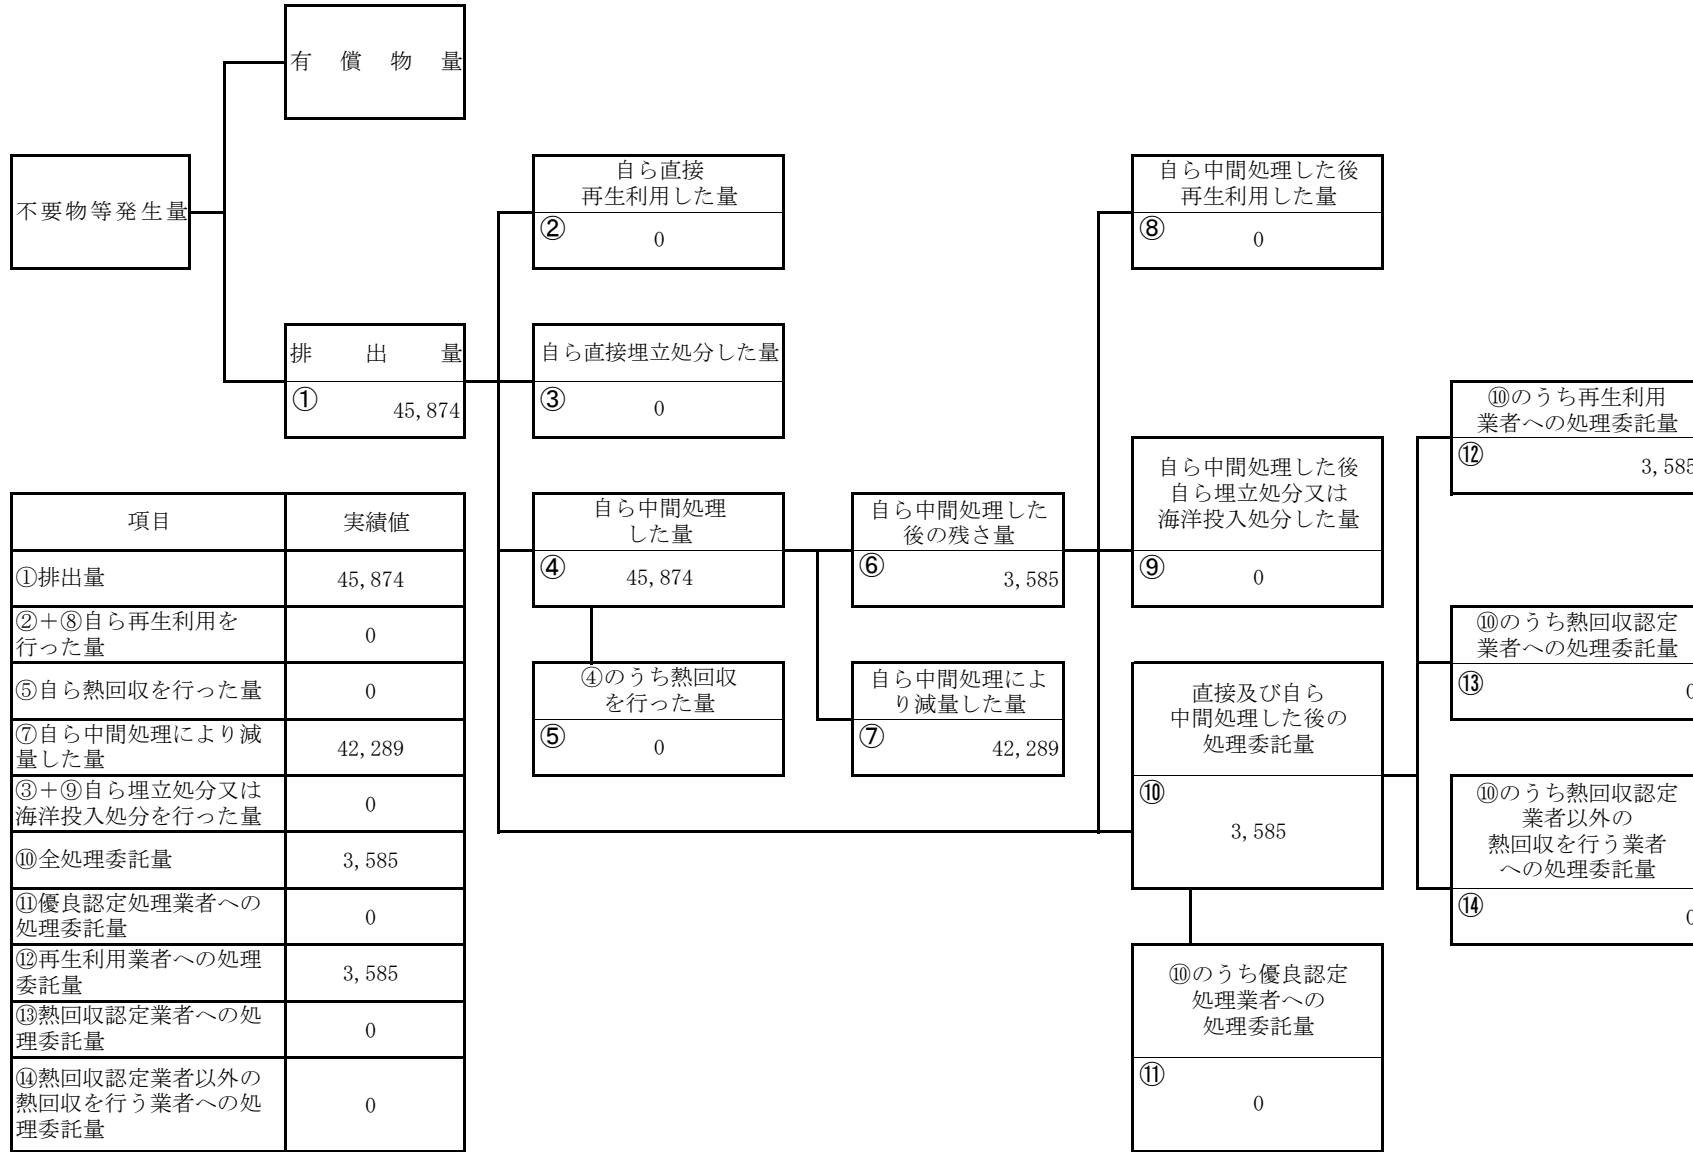 有償物量
不要物等発生量
排出量
①
45,874
自ら直接
再生利用した量
②
0
自ら直接埋立処分した量
③
0
自ら中間処理
した量
④
45,874
④のうち熱回収
を行った量
⑤
0
自ら中間処理した
後の残さ量
⑥
3,585
自ら中間処理によ
り減量した量
⑦
42,289
自ら中間処理した後
再生利用した量
⑧
0
自ら中間処理した後
自ら埋立処分又は
海洋投入処分した量
⑨
0
直接及び自ら
中間処理した後の
処理委託量
⑩
3,585
⑩のうち優良認定
処理業者への
処理委託量
⑪
0
⑩のうち再生利用
業者への処理委託量
⑫
3,585
⑩のうち熱回収認定
業者への処理委託量
⑬
0
⑩のうち熱回収認定
業者以外の
熱回収を行う業者
への処理委託量
⑭
0
項目 実績値
①排出量 45,874
②+⑧自ら再生利用を
行った量
0
⑤自ら熱回収を行った量 0
⑦自ら中間処理により減
量した量
42,289
③+⑨自ら埋立処分又は
海洋投入処分を行った量
0
⑩全処理委託量 3,585
⑪優良認定処理業者への
処理委託量
0
⑫再生利用業者への処理
委託量
3,585
⑬熱回収認定業者への処
理委託量
0
⑭熱回収認定業者以外の
熱回収を行う業者への処
理委託量
0